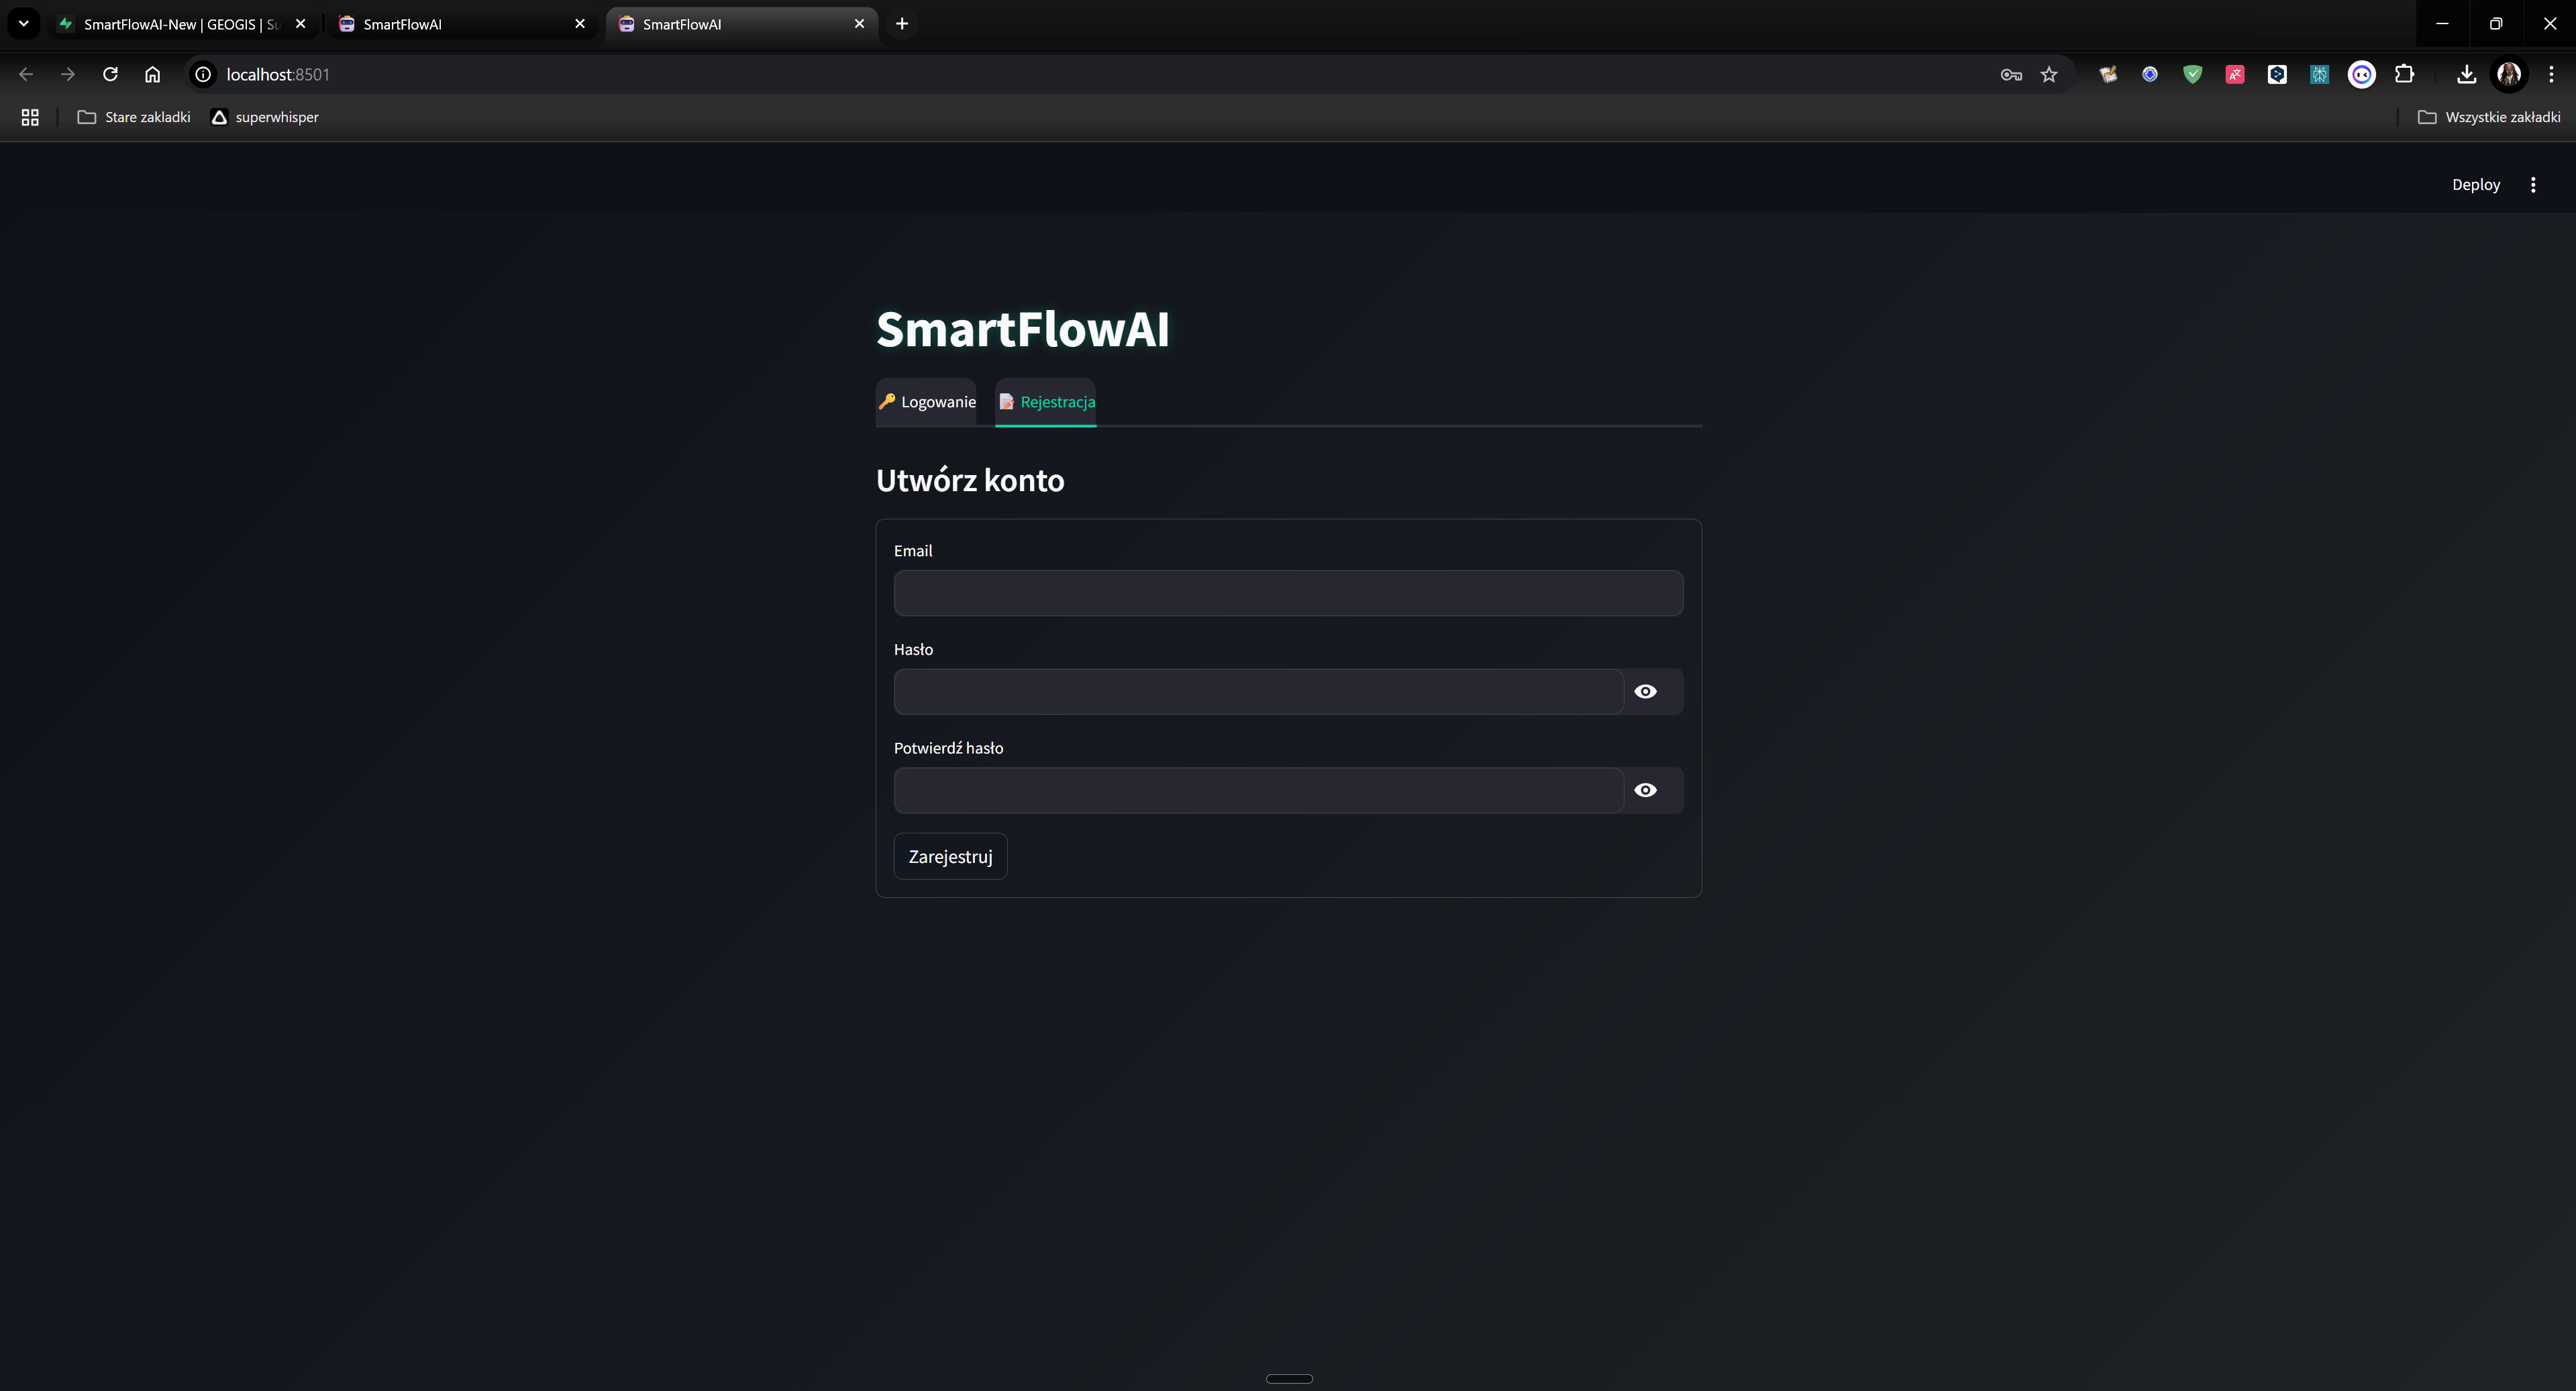 SmartFlowAI-New | GEOGIS | Su
SmartFlowAI
SmartFlowAI
localhost:8501
Stare zakladki
superwhisper
Wszystkie zakładki
Deploy
SmartFlowAI
Logowanie
Rejestracja
Utwórz konto
Email
Hasło
Potwierdź hasło
Zarejestruj